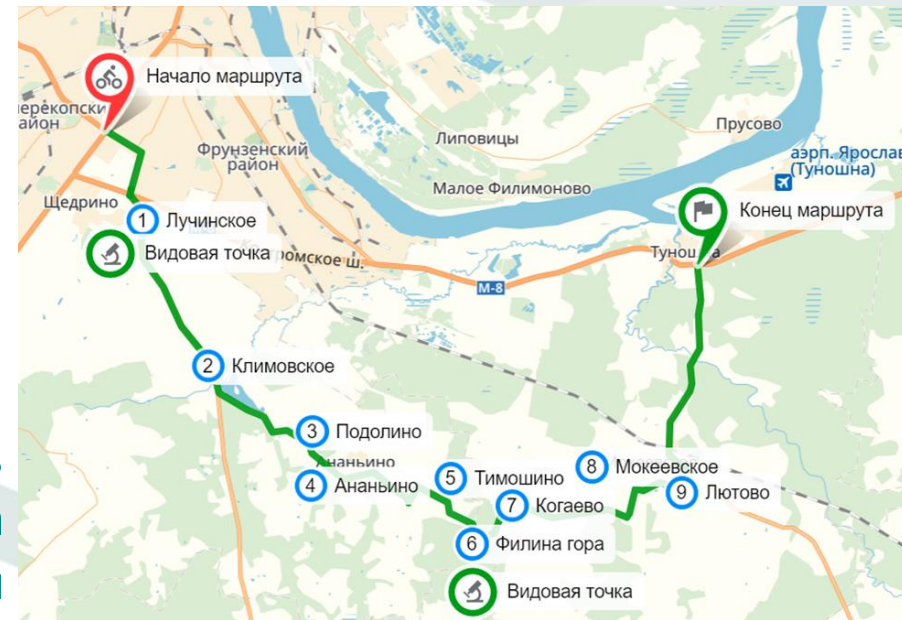 Начало маршрута
Фрунзенский
район
Липовицы
Прусово
аэрп. Ярослав
(Туношна)
Малое Филимоново
Щедрино
1 Лучинское
Конец маршрута
Видовая точка
ромское ш.
М-8
2 Климовское
3 Подолино
Ананьино
4 Ананьино
5 Тимошино
8 Мокеевское
7 Когаево
9 Лютово
6 Филина гора
Видовая точка